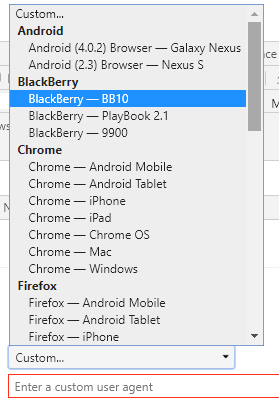 Custom...
Android
Android (4.0.2) Browser — Galaxy Nexus
Android (2.3) Browser — Nexus S
BlackBerry
BlackBerry — BB10
BlackBerry — PlayBook 2.1
BlackBerry — 9900
Chrome
Chrome — Android Mobile
Chrome — Android Tablet
Chrome — iPhone
Chrome — iPad
Chrome — Chrome OS
Chrome — Mac
Chrome — Windows
Firefox
Firefox — Android Mobile
Firefox — Android Tablet
Firefox — iPhone
Custom...
Enter a custom user agent